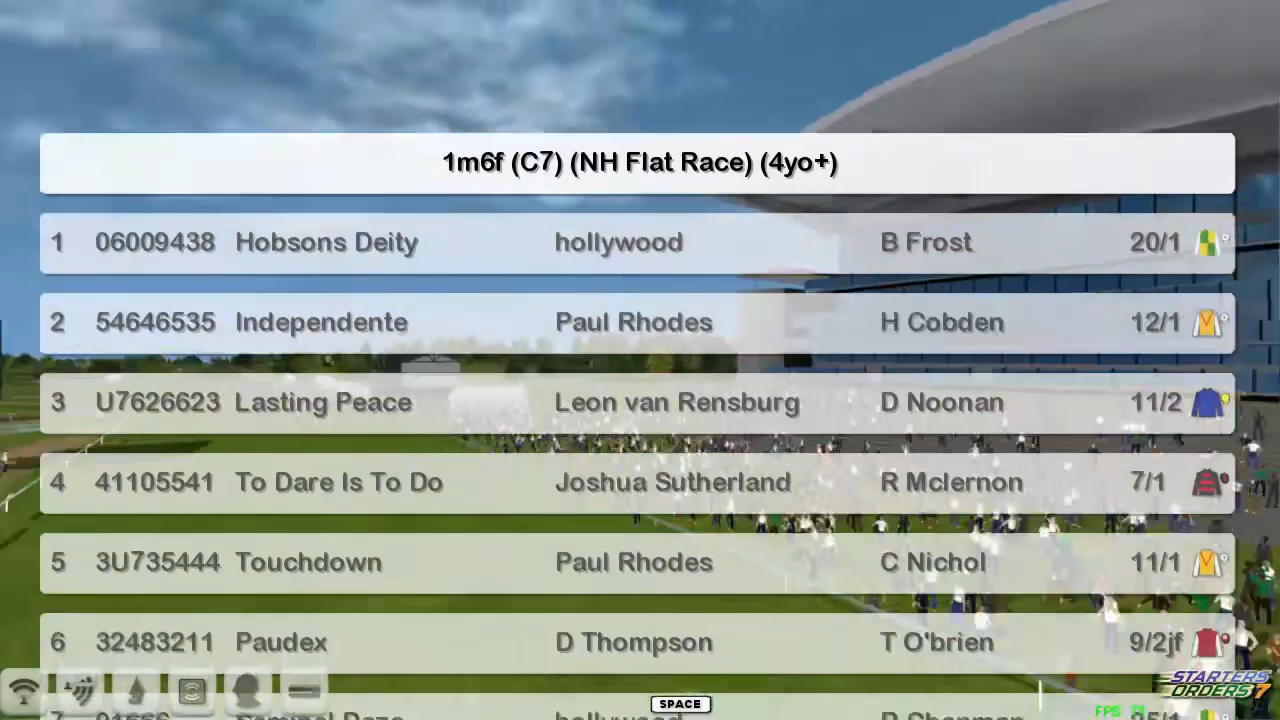 1m6f (C7) (NH Flat Race) (4yo+)
1 06009438 Hobsons Deity hollywood B Frost 20/1
2 54646535 Independente Paul Rhodes H Cobden 12/1
3 U7626623 Lasting Peace Leon van Rensburg D Noonan 11/2
4 41105541 To Dare Is To Do Joshua Sutherland R Mclernon 7/1
5 3U735444 Touchdown Paul Rhodes C Nichol 11/1
6 32483211 Paudex D Thompson T O'brien 9/2jf
STARTERS
ORDERS 7
SPACE
hollywood
FPS